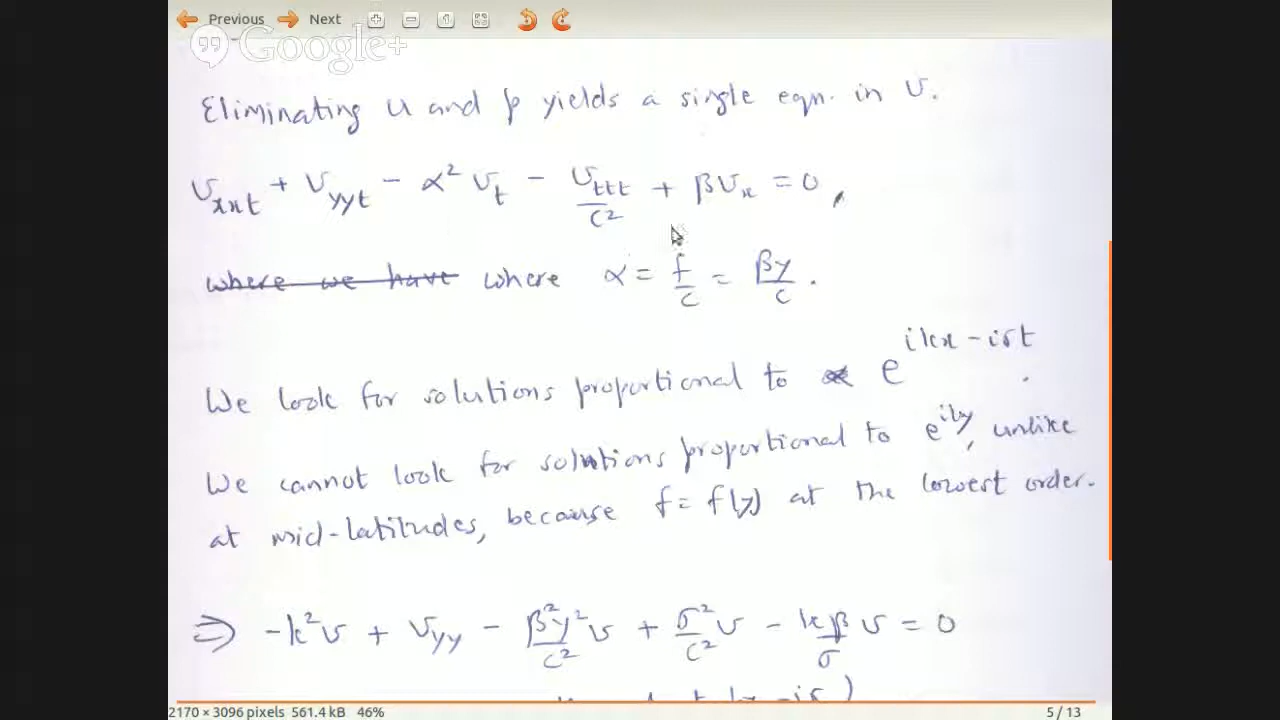 Previous Next
Google+
Eliminating u and p yields a single eqn. in v.
v_xxt + v_yyt - α² v_t - v_ttt/c² + βv_x = 0,
where we have where α = f/c = βy/c.
We look for solutions proportional to e^{ikx - iσt}.
We cannot look for solutions proportional to e^{ily}, unlike
at mid-latitudes, because f = f(y) at the lowest order.
⇒ -k²v + v_yy - β²y²/c² v + σ²/c² v - kβ/σ v = 0
2170 × 3096 pixels 561.4 kB 46% 5 / 13